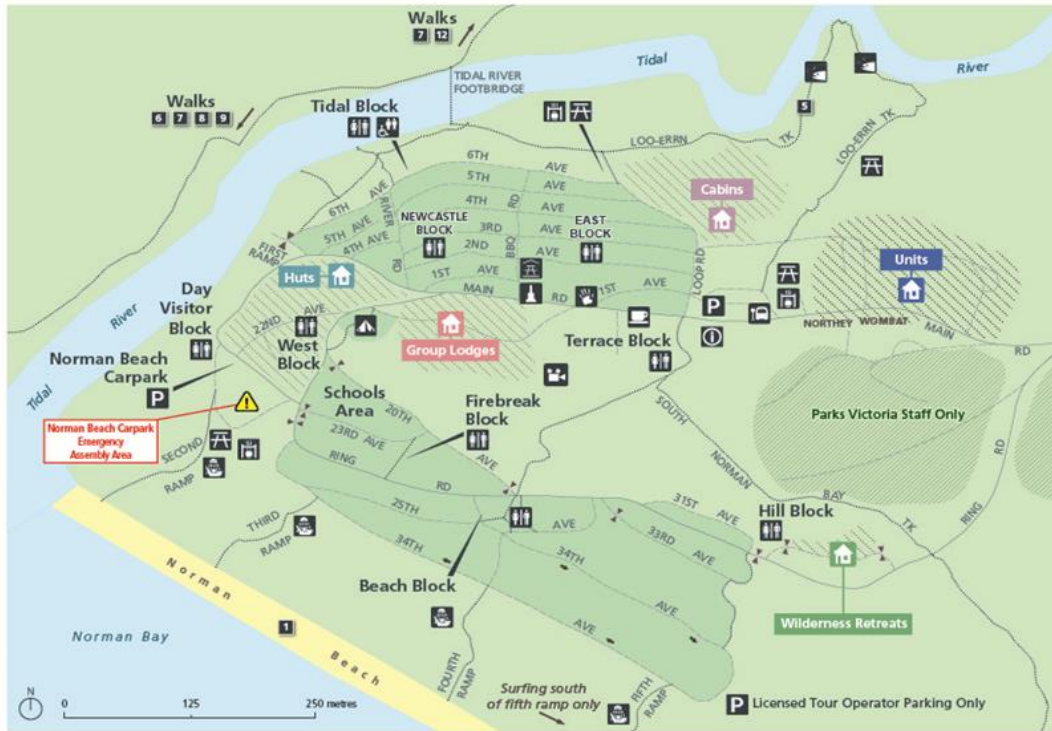 Walks
7 12
Tidal
River
TIDAL RIVER
FOOTBRIDGE
Walks
6 7 8 9
Tidal Block
5
LOO-ERRN TK
LOO-ERRN TK
6TH AVE
5TH AVE
4TH AVE
3RD AVE
2ND AVE
1ST AVE
6TH AVE
5TH AVE
4TH AVE
RIVER RD
BBQ RD
NEWCASTLE
BLOCK
EAST
BLOCK
Cabins
FIRST
RAMP
Huts
MAIN RD
1ST AVE
LOOP RD
Units
Day
Visitor
Block
River
22ND AVE
West
Block
Group Lodges
Terrace Block
P
i
NORTHEY WOMBAT
MAIN RD
Norman Beach
Carpark
P
Tidal
Norman Beach Carpark
Emergency
Assembly Area
SECOND
RAMP
Schools
Area
20TH AVE
23RD AVE
RING RD
Firebreak
Block
Parks Victoria Staff Only
SOUTH NORMAN BAY TK
RING RD
25TH AVE
31ST AVE
33RD AVE
34TH AVE
34TH AVE
Hill Block
THIRD
RAMP
Beach Block
Wilderness Retreats
Norman Beach
1
Norman Bay
FOURTH
RAMP
FIFTH
RAMP
Surfing south
of fifth ramp only
P Licensed Tour Operator Parking Only
N
0 125 250 metres